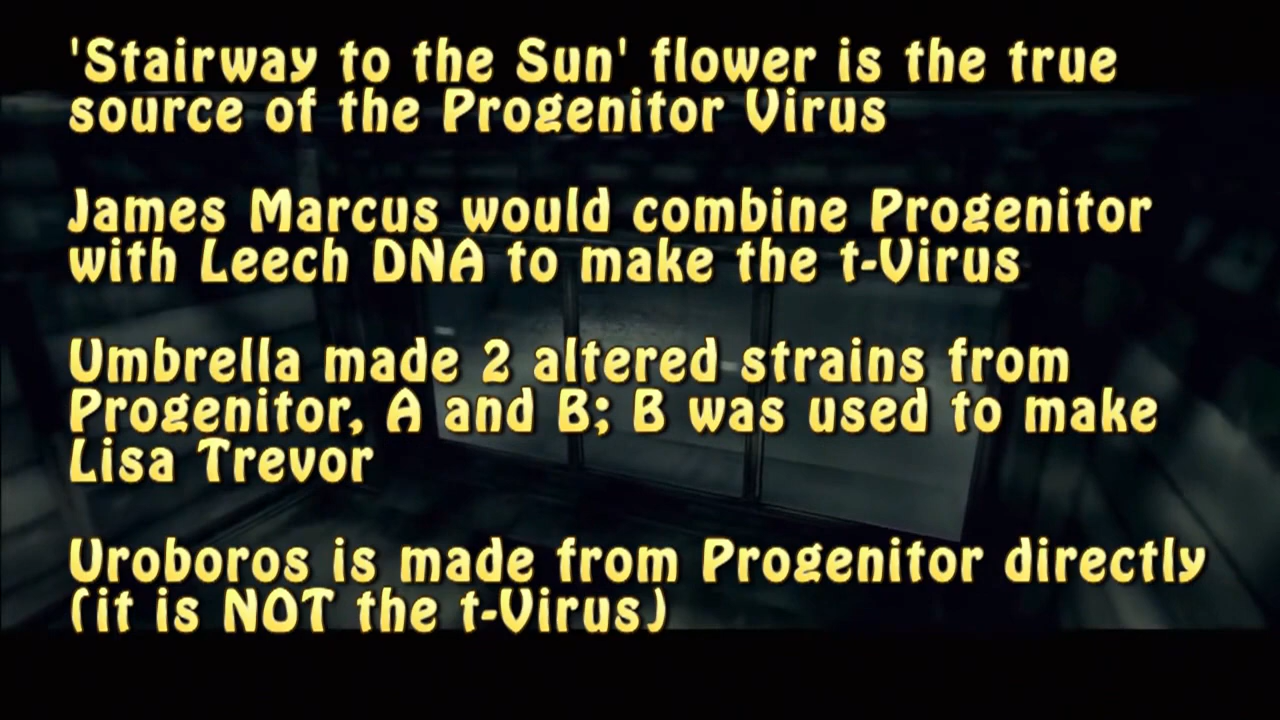 'Stairway to the Sun' flower is the true
source of the Progenitor Virus
James Marcus would combine Progenitor
with Leech DNA to make the t-Virus
Umbrella made 2 altered strains from
Progenitor, A and B; B was used to make
Lisa Trevor
Uroboros is made from Progenitor directly
(it is NOT the t-Virus)